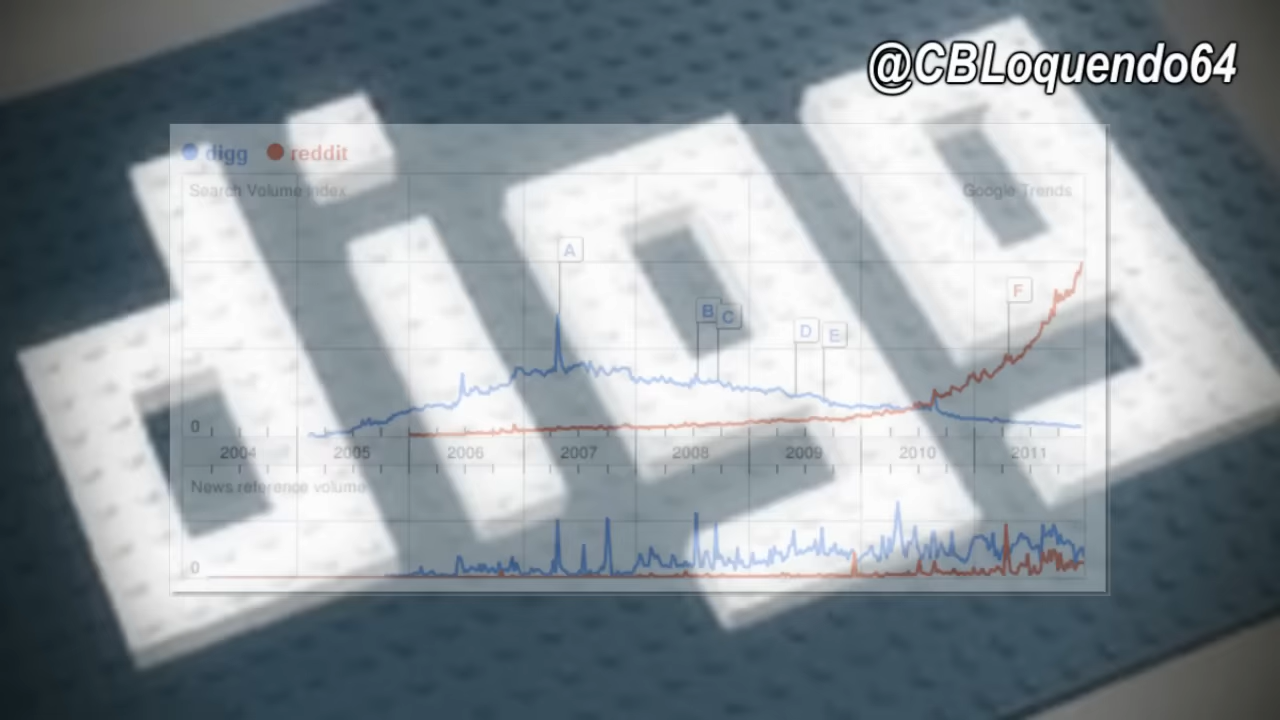 @CBLoquendo64
digg
digg reddit
Search Volume Index
Google Trends
A
B
C
D
E
F
0
2004 2005 2006 2007 2008 2009 2010 2011
News reference volume
0